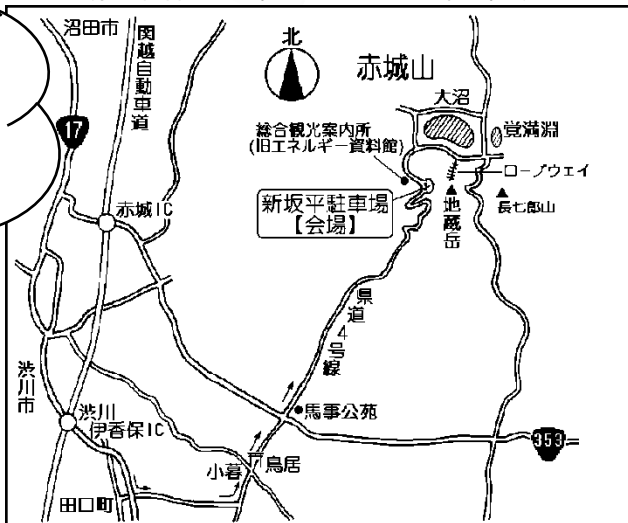 沼田市
関越自動車道
17
北
赤城山
大沼
覚満淵
総合観光案内所
(旧エネルギー資料館)
ロープウェイ
新坂平駐車場
【会場】
地蔵岳
長七郎山
赤城IC
県道4号線
渋川市
渋川
伊香保IC
馬事公苑
353
小暮
鳥居
田口町